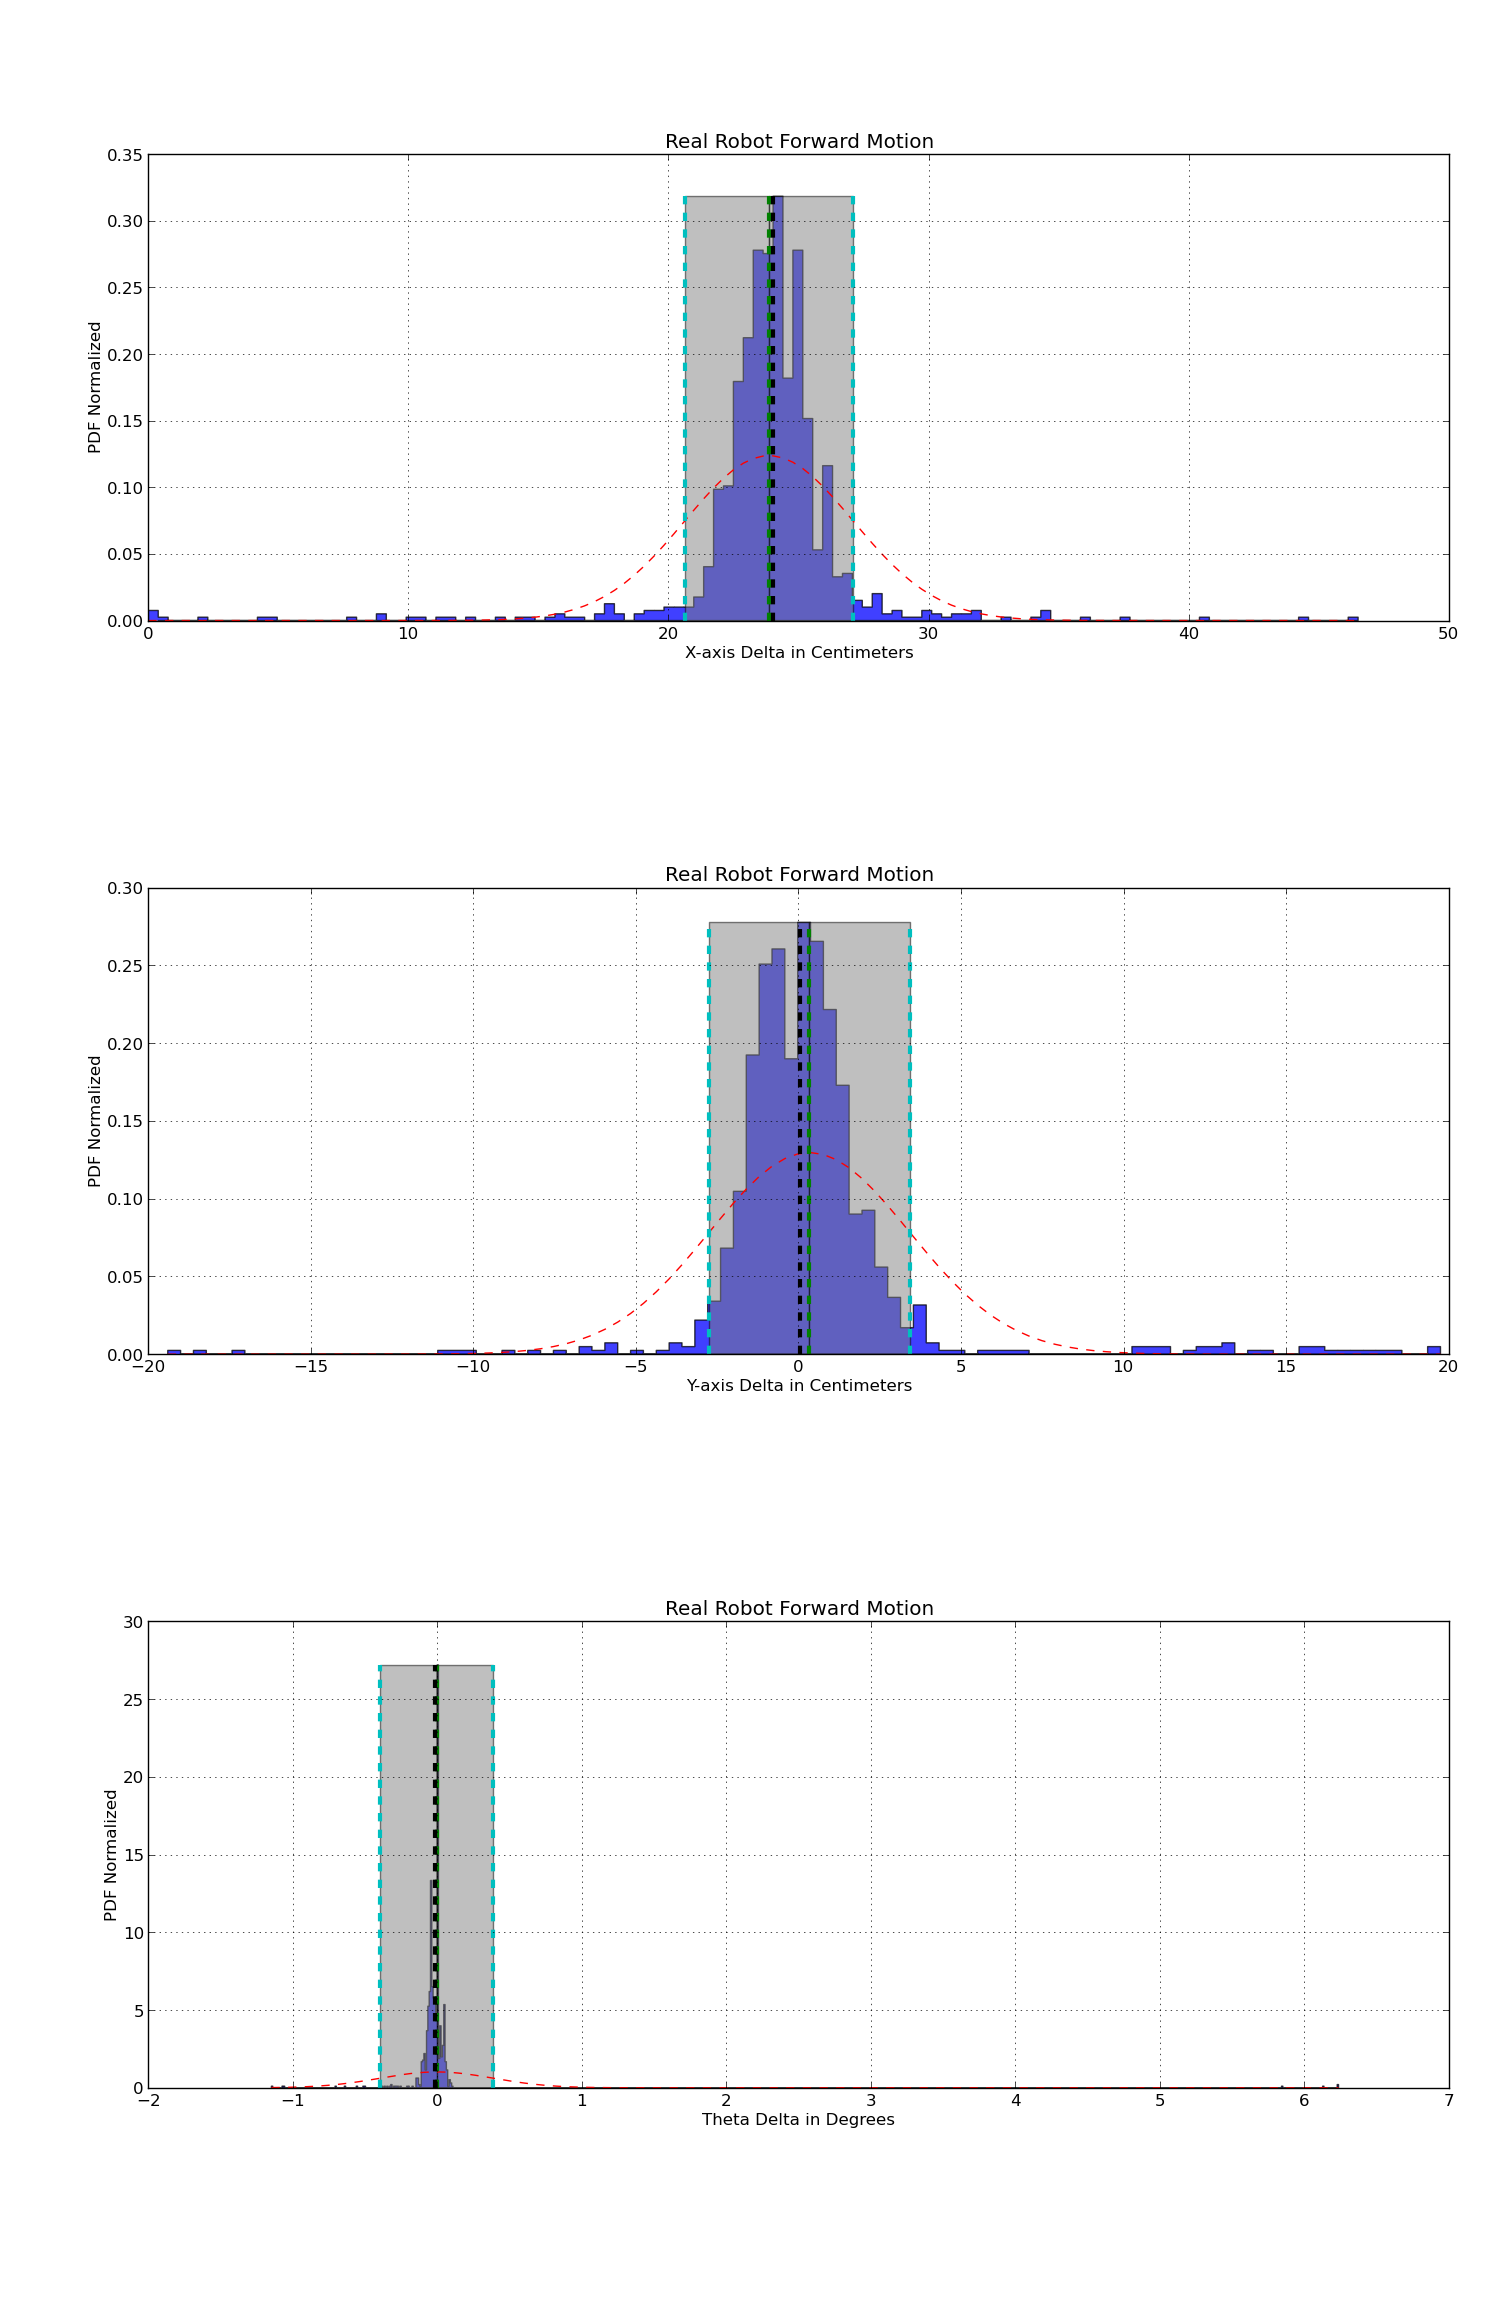 Real Robot Forward Motion
0.35
0.30
0.25
0.20
0.15
0.10
0.05
0.00
PDF Normalized
0 10 20 30 40 50
X-axis Delta in Centimeters
Real Robot Forward Motion
0.30
0.25
0.20
0.15
0.10
0.05
0.00
PDF Normalized
−20 −15 −10 −5 0 5 10 15 20
Y-axis Delta in Centimeters
Real Robot Forward Motion
30
25
20
15
10
5
0
PDF Normalized
−2 −1 0 1 2 3 4 5 6 7
Theta Delta in Degrees